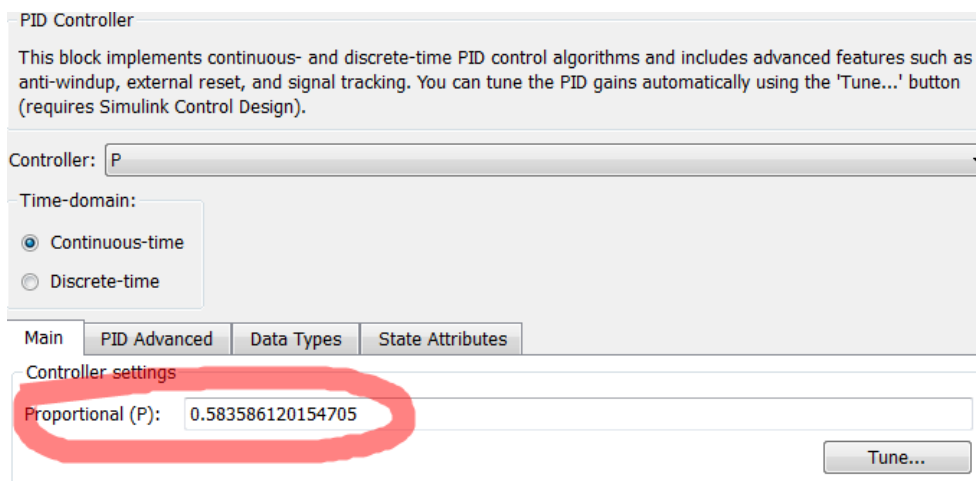 PID Controller
This block implements continuous- and discrete-time PID control algorithms and includes advanced features such as
anti-windup, external reset, and signal tracking. You can tune the PID gains automatically using the 'Tune...' button
(requires Simulink Control Design).
Controller: P
Time-domain:
Continuous-time
Discrete-time
Main PID Advanced Data Types State Attributes
Controller settings
Proportional (P): 0.583586120154705
Tune...